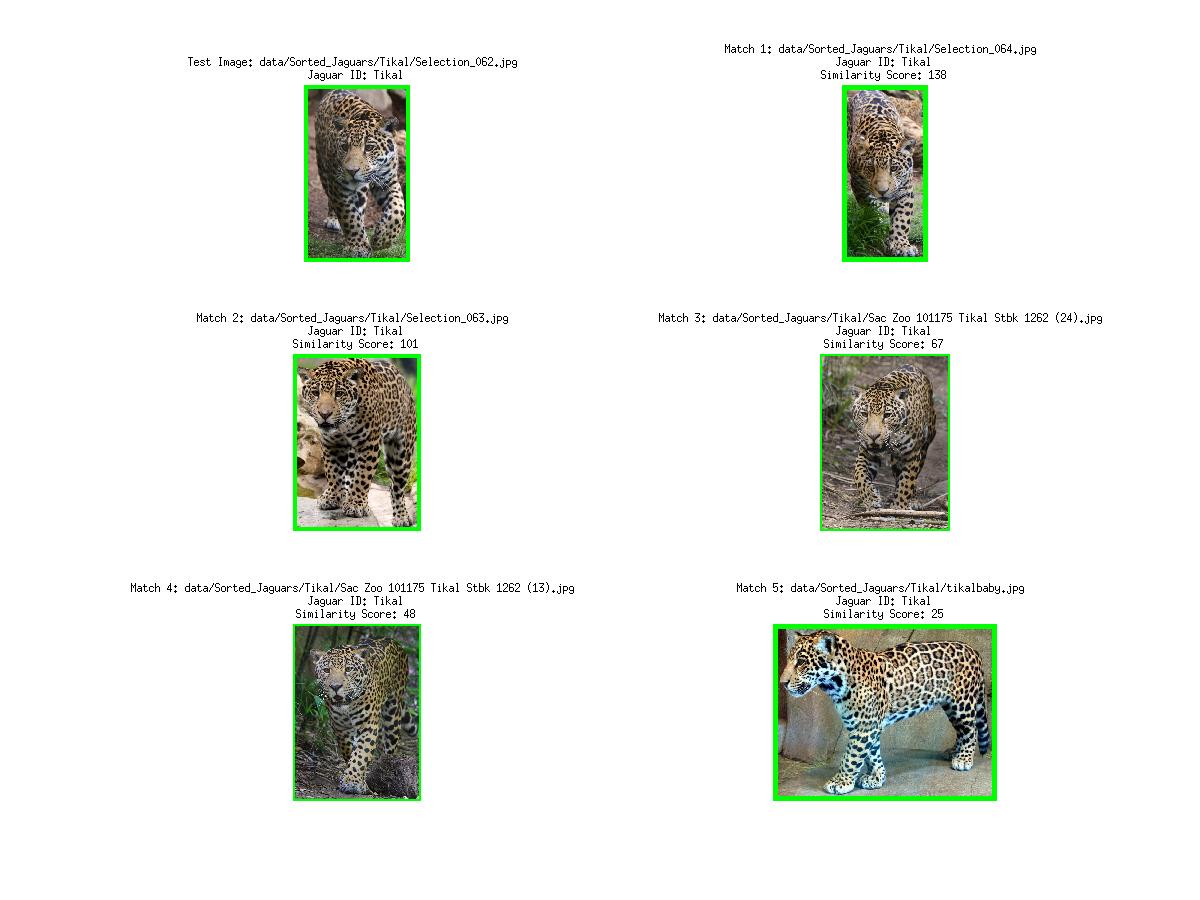 Test Image: data/Sorted_Jaguars/Tikal/Selection_062.jpg
Jaguar ID: Tikal
Match 1: data/Sorted_Jaguars/Tikal/Selection_064.jpg
Jaguar ID: Tikal
Similarity Score: 138
Match 2: data/Sorted_Jaguars/Tikal/Selection_063.jpg
Jaguar ID: Tikal
Similarity Score: 101
Match 3: data/Sorted_Jaguars/Tikal/Sac Zoo 101175 Tikal Stbk 1262 (24).jpg
Jaguar ID: Tikal
Similarity Score: 67
Match 4: data/Sorted_Jaguars/Tikal/Sac Zoo 101175 Tikal Stbk 1262 (13).jpg
Jaguar ID: Tikal
Similarity Score: 48
Match 5: data/Sorted_Jaguars/Tikal/tikalbaby.jpg
Jaguar ID: Tikal
Similarity Score: 25